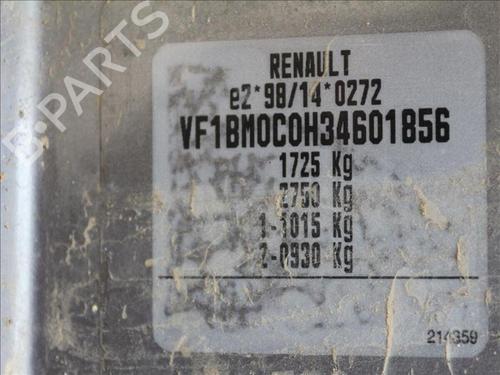 B-PARTS
RENAULT
e2*98/14*0272
VF1BM0C0H34601856
1725 Kg
2750 Kg
1-1015 Kg
2-0930 Kg
214359